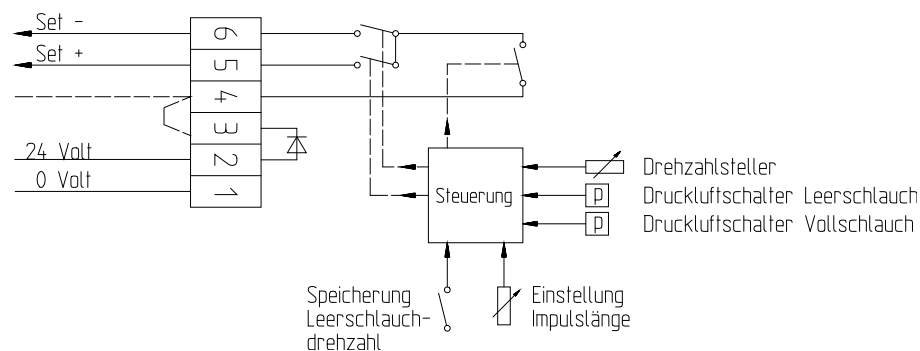 Set -
Set +
6
5
4
3
2
1
24 Volt
0 Volt
Steuerung
Drehzahlsteller
p Druckluftschalter Leerschlauch
p Druckluftschalter Vollschlauch
Speicherung
Leerschlauch-
drehzahl
Einstellung
Impulslänge